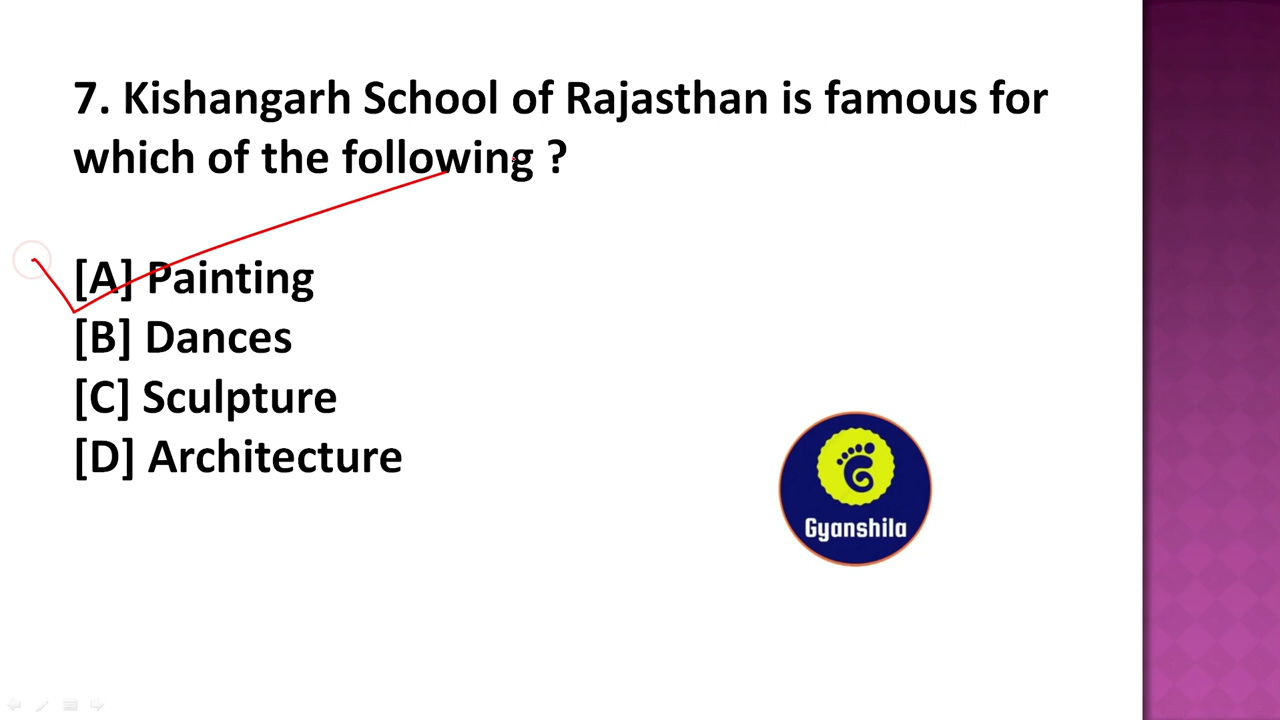 7. Kishangarh School of Rajasthan is famous for
which of the following ?
[A] Painting
[B] Dances
[C] Sculpture
[D] Architecture
Gyanshila